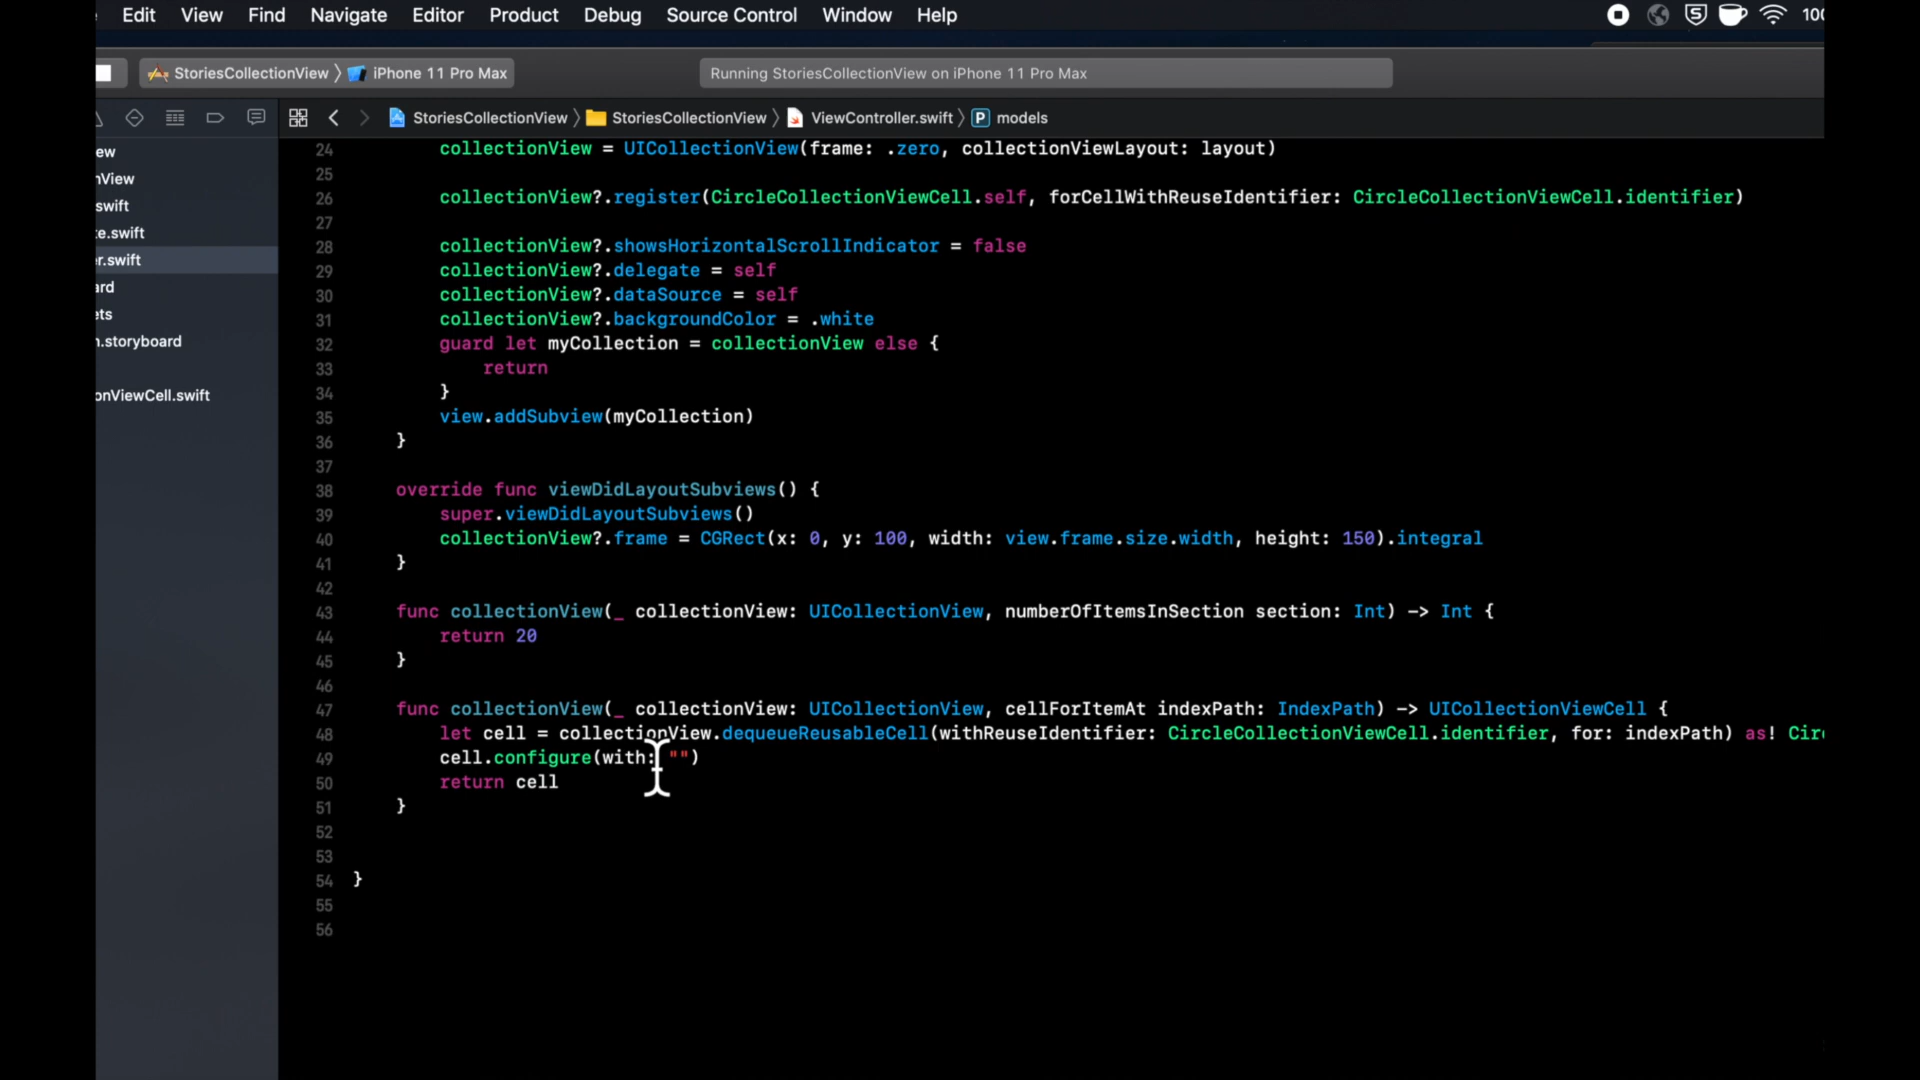 Edit View Find Navigate Editor Product Debug Source Control Window Help
StoriesCollectionView 〉 iPhone 11 Pro Max Running StoriesCollectionView on iPhone 11 Pro Max
StoriesCollectionView 〉 StoriesCollectionView 〉 ViewController.swift 〉 P models
ew
nView
swift
te.swift
er.swift
ard
ets
n.storyboard
onViewCell.swift
24 collectionView = UICollectionView(frame: .zero, collectionViewLayout: layout)
25
26 collectionView?.register(CircleCollectionViewCell.self, forCellWithReuseIdentifier: CircleCollectionViewCell.identifier)
27
28 collectionView?.showsHorizontalScrollIndicator = false
29 collectionView?.delegate = self
30 collectionView?.dataSource = self
31 collectionView?.backgroundColor = .white
32 guard let myCollection = collectionView else {
33 return
34 }
35 view.addSubview(myCollection)
36 }
37
38 override func viewDidLayoutSubviews() {
39 super.viewDidLayoutSubviews()
40 collectionView?.frame = CGRect(x: 0, y: 100, width: view.frame.size.width, height: 150).integral
41 }
42
43 func collectionView(_ collectionView: UICollectionView, numberOfItemsInSection section: Int) -> Int {
44 return 20
45 }
46
47 func collectionView(_ collectionView: UICollectionView, cellForItemAt indexPath: IndexPath) -> UICollectionViewCell {
48 let cell = collectionView.dequeueReusableCell(withReuseIdentifier: CircleCollectionViewCell.identifier, for: indexPath) as! Cir
49 cell.configure(with: "")
50 return cell
51 }
52
53
54 }
55
56